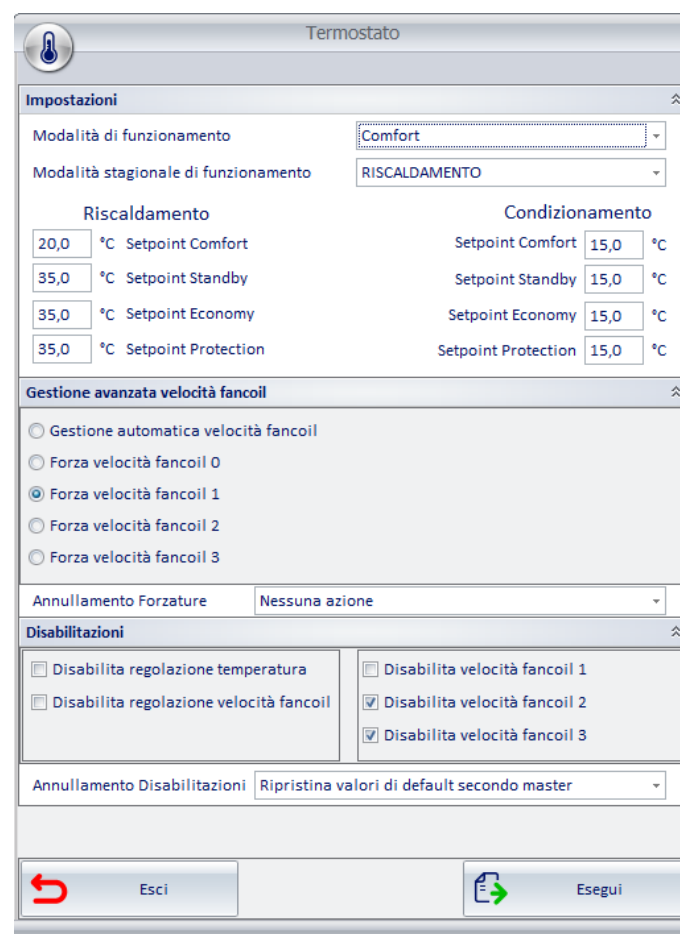 Termostato
Impostazioni
Modalità di funzionamento Comfort
Modalità stagionale di funzionamento RISCALDAMENTO
Riscaldamento Condizionamento
20,0 °C Setpoint Comfort Setpoint Comfort 15,0 °C
35,0 °C Setpoint Standby Setpoint Standby 15,0 °C
35,0 °C Setpoint Economy Setpoint Economy 15,0 °C
35,0 °C Setpoint Protection Setpoint Protection 15,0 °C
Gestione avanzata velocità fancoil
Gestione automatica velocità fancoil
Forza velocità fancoil 0
Forza velocità fancoil 1
Forza velocità fancoil 2
Forza velocità fancoil 3
Annullamento Forzature Nessuna azione
Disabilitazioni
Disabilita regolazione temperatura Disabilita velocità fancoil 1
Disabilita regolazione velocità fancoil Disabilita velocità fancoil 2
Disabilita velocità fancoil 3
Annullamento Disabilitazioni Ripristina valori di default secondo master
Esci Esegui